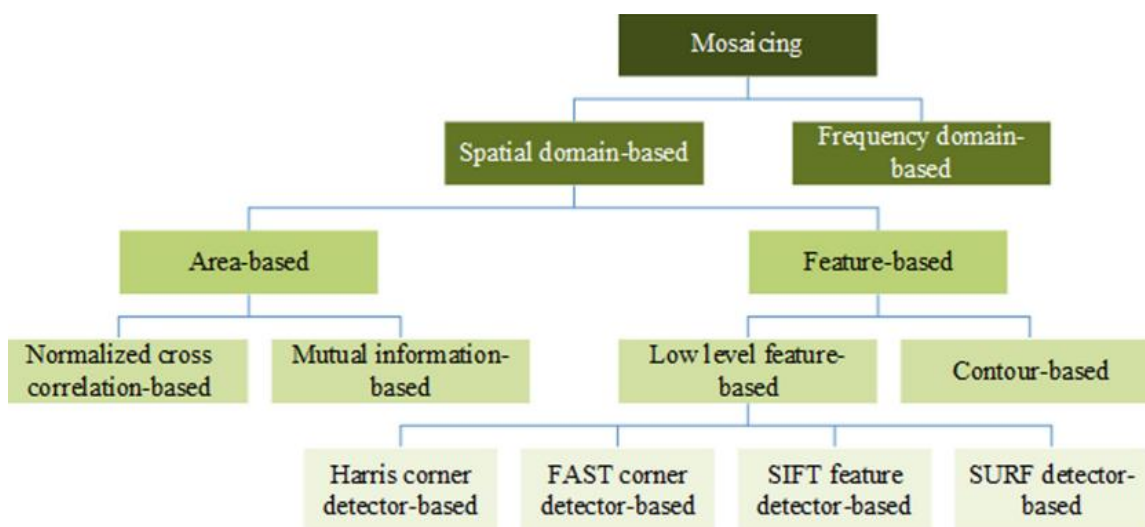 Mosaicing
Spatial domain-based
Frequency domain-
based
Area-based
Feature-based
Normalized cross
correlation-based
Mutual information-
based
Low level feature-
based
Contour-based
Harris corner
detector-based
FAST corner
detector-based
SIFT feature
detector-based
SURF detector-
based